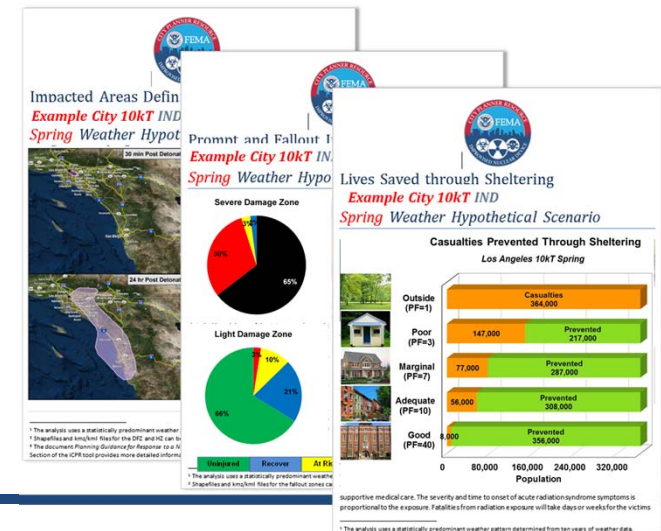 FEMA
CITY PLANNER RESOURCE
Impacted Areas Defin
Example City 10kT IND
Spring Weather Hypot
30 min Post Detonat
24 hr Post Detonat
¹ The analysis uses a statistically predominant weather
² Shapefiles and kmz/kml files for the DFZ and HZ can b
³ The document Planning Guidance for Response to a N
Section of the iCPR tool provides more detailed informa
FEMA
Prompt and Fallout I
Example City 10kT IN
Spring Weather Hypo
Severe Damage Zone
3%
30%
65%
Light Damage Zone
3%
10%
21%
66%
Uninjured Recover At Ris
¹ The analysis uses a statistically predominant weathe
² Shapefiles and kmz/kml files for the fallout zones ca
CITY PLANNER RESOURCE
FEMA
IMPROVISED NUCLEAR DEVICE
Lives Saved through Sheltering
Example City 10kT IND
Spring Weather Hypothetical Scenario
Casualties Prevented Through Sheltering
Los Angeles 10kT Spring
Outside (PF=1)
Casualties 364,000
Poor (PF=3)
147,000
Prevented 217,000
Marginal (PF=7)
77,000
Prevented 287,000
Adequate (PF=10)
56,000
Prevented 308,000
Good (PF=40)
8,000
Prevented 356,000
0 80,000 160,000 240,000 320,000
Population
supportive medical care. The severity and time to onset of acute radiation syndrome symptoms is
proportional to the exposure. Fatalities from radiation exposure will take days or weeks for the victims
¹ The analysis uses a statistically predominant weather pattern determined from ten years of weather data.